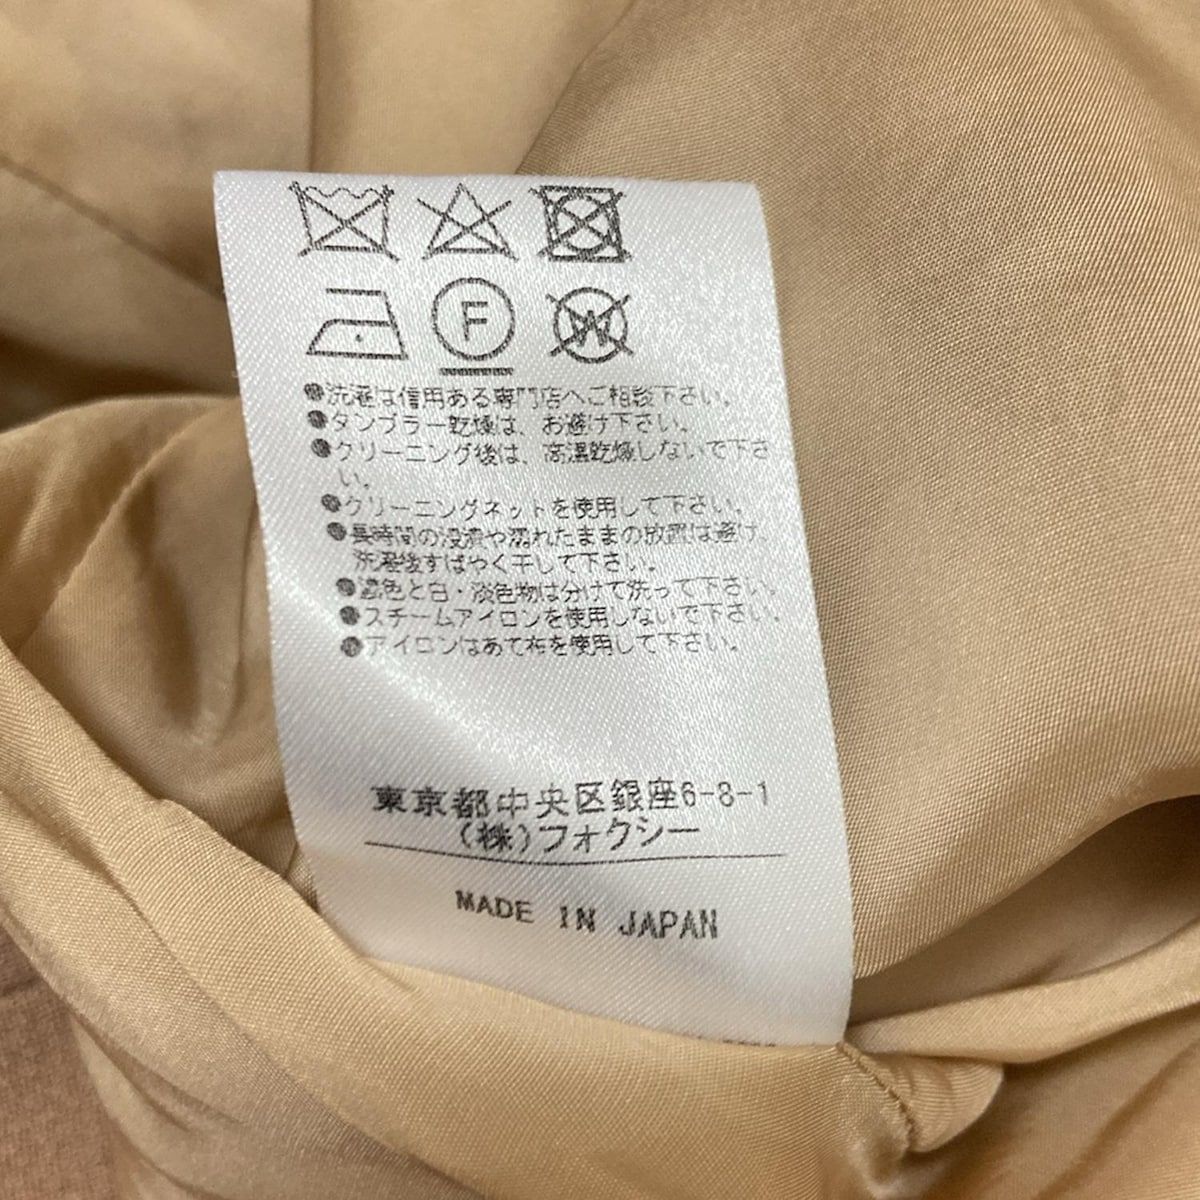 F
W
●洗濯は信用ある専門店へご相談下さい。
●タンブラー乾燥は、お避け下さい。
●クリーニング後は、高温乾燥しないで下さ
い。
●クリーニングネットを使用して下さい。
●長時間の浸漬や濡れたままの放置は避け、
洗濯後すばやく干して下さい。
●濃色と白・淡色物は分けて洗って下さい。
●スチームアイロンを使用しないで下さい。
●アイロンはあて布を使用して下さい。
東京都中央区銀座6-8-1
(株)フォクシー
MADE IN JAPAN